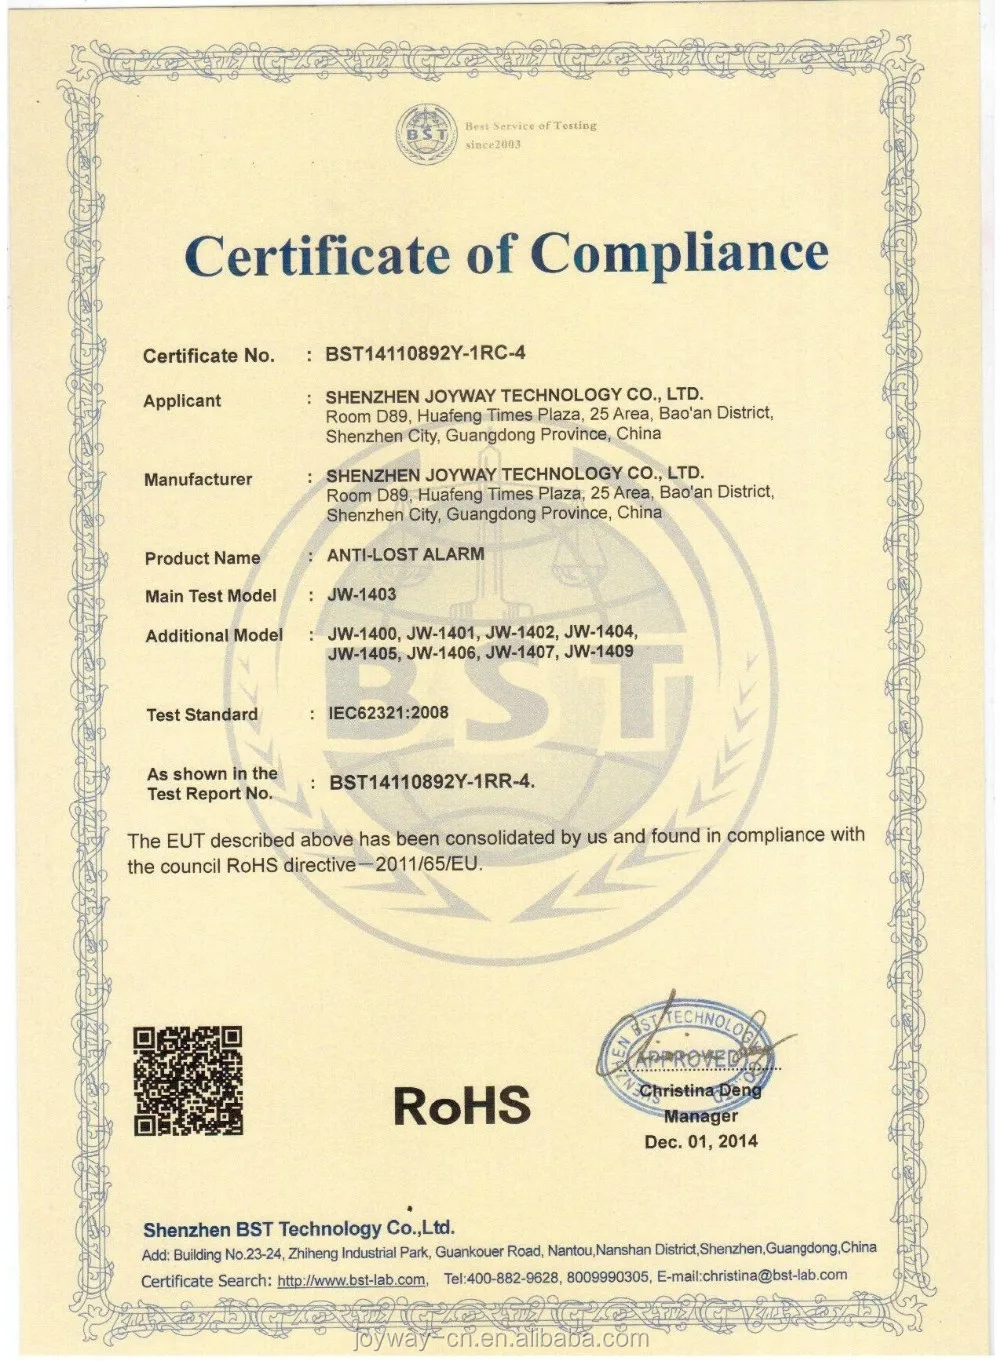 BST
Best Service of Testing
since2003
Certificate of Compliance
Certificate No. : BST14110892Y-1RC-4
Applicant : SHENZHEN JOYWAY TECHNOLOGY CO., LTD.
Room D89, Huafeng Times Plaza, 25 Area, Bao'an District,
Shenzhen City, Guangdong Province, China
Manufacturer : SHENZHEN JOYWAY TECHNOLOGY CO., LTD.
Room D89, Huafeng Times Plaza, 25 Area, Bao'an District,
Shenzhen City, Guangdong Province, China
Product Name : ANTI-LOST ALARM
Main Test Model : JW-1403
Additional Model : JW-1400, JW-1401, JW-1402, JW-1404,
JW-1405, JW-1406, JW-1407, JW-1409
BST
Test Standard : IEC62321:2008
As shown in the
Test Report No. : BST14110892Y-1RR-4.
The EUT described above has been consolidated by us and found in compliance with
the council RoHS directive—2011/65/EU.
SHENZHEN BST TECHNOLOGY CO LTD
APPROVED
RoHS
Christina Deng
Manager
Dec. 01, 2014
Shenzhen BST Technology Co.,Ltd.
Add: Building No.23-24, Zhiheng Industrial Park, Guankouer Road, Nantou,Nanshan District,Shenzhen,Guangdong,China
Certificate Search: http://www.bst-lab.com, Tel:400-882-9628, 8009990305, E-mail:christina@bst-lab.com
joyway-cn.en.alibaba.com